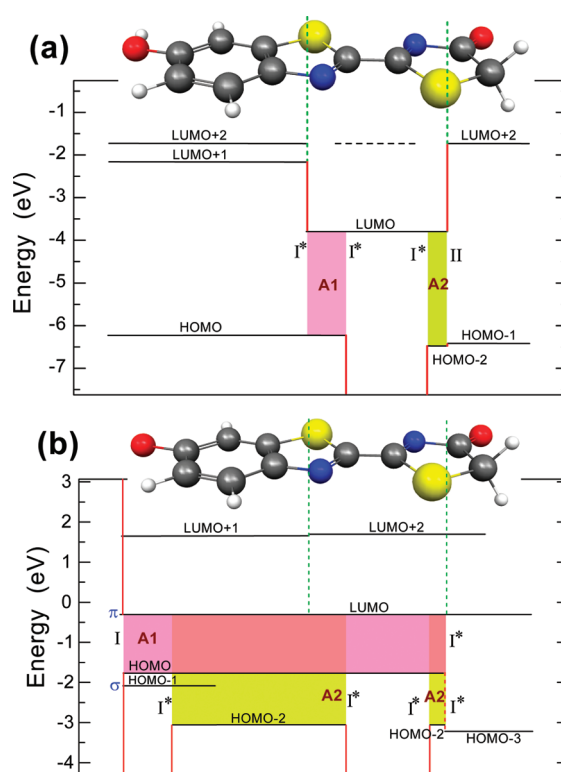 (a)
-1
LUMO+2
LUMO+2
-2
LUMO+1
-3
LUMO
-4
I* I* I* II
-5
A1 A2
-6
HOMO
HOMO-1
HOMO-2
-7
Energy (eV)
(b)
3
2
LUMO+1
LUMO+2
1
0
π
LUMO
I A1 I*
-1
HOMO
-2
σ
HOMO-1
I* A2 I* I* A2 I*
HOMO-2
HOMO-2
-3
HOMO-3
-4
Energy (eV)